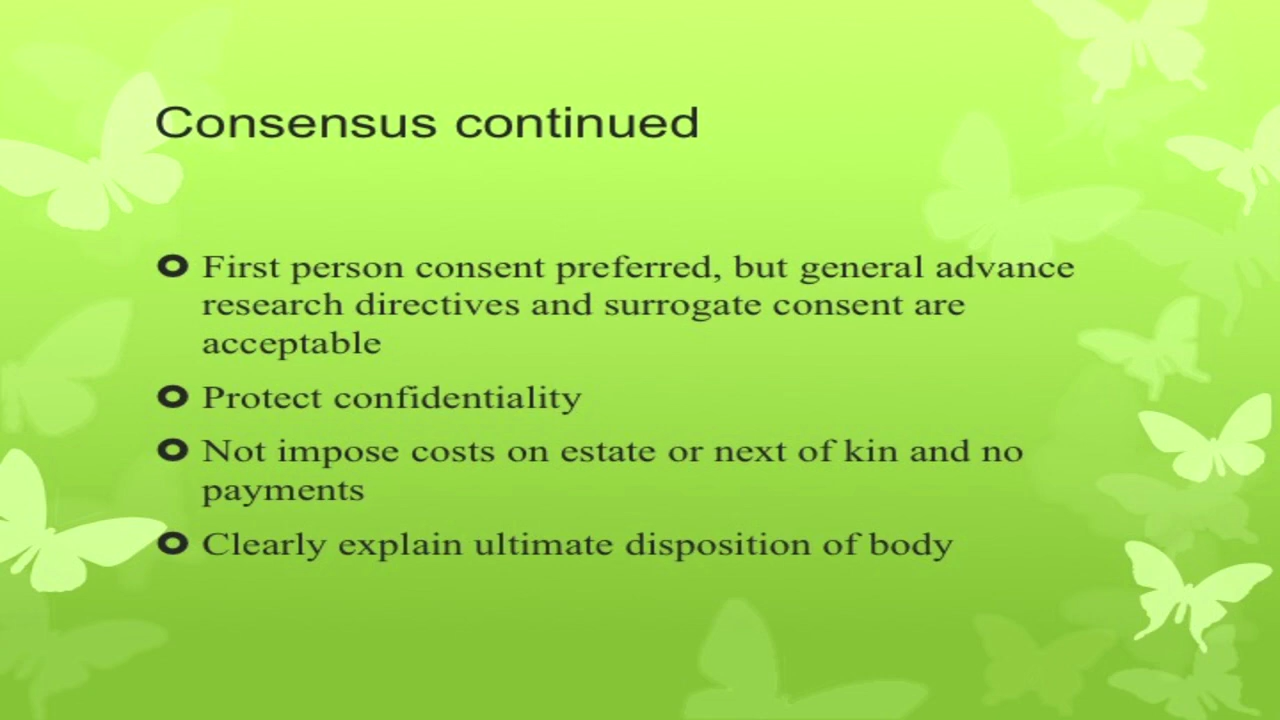 Consensus continued
First person consent preferred, but general advance
research directives and surrogate consent are
acceptable
Protect confidentiality
Not impose costs on estate or next of kin and no
payments
Clearly explain ultimate disposition of body